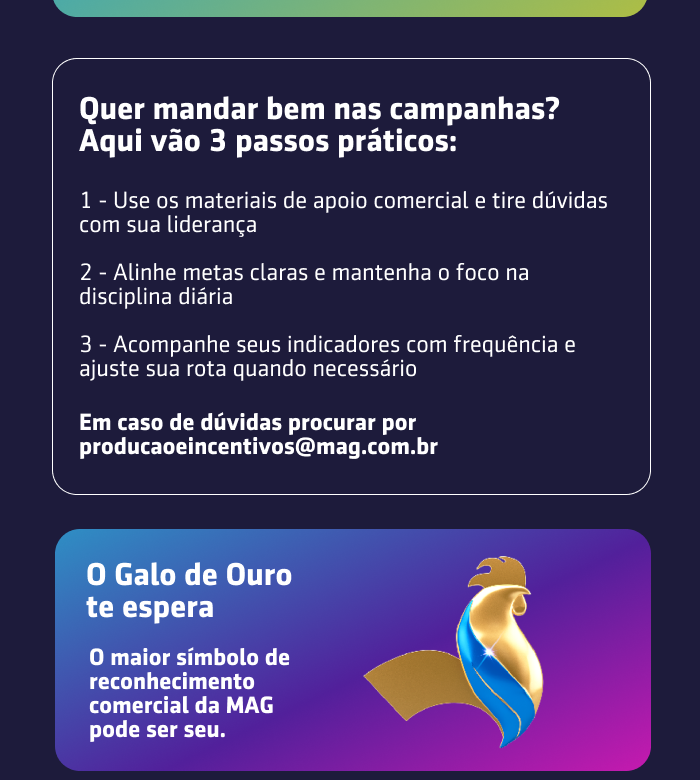 Quer mandar bem nas campanhas?
Aqui vão 3 passos práticos:
1 - Use os materiais de apoio comercial e tire dúvidas
com sua liderança
2 - Alinhe metas claras e mantenha o foco na
disciplina diária
3 - Acompanhe seus indicadores com frequência e
ajuste sua rota quando necessário
Em caso de dúvidas procurar por
producaoeincentivos@mag.com.br
O Galo de Ouro
te espera
O maior símbolo de
reconhecimento
comercial da MAG
pode ser seu.